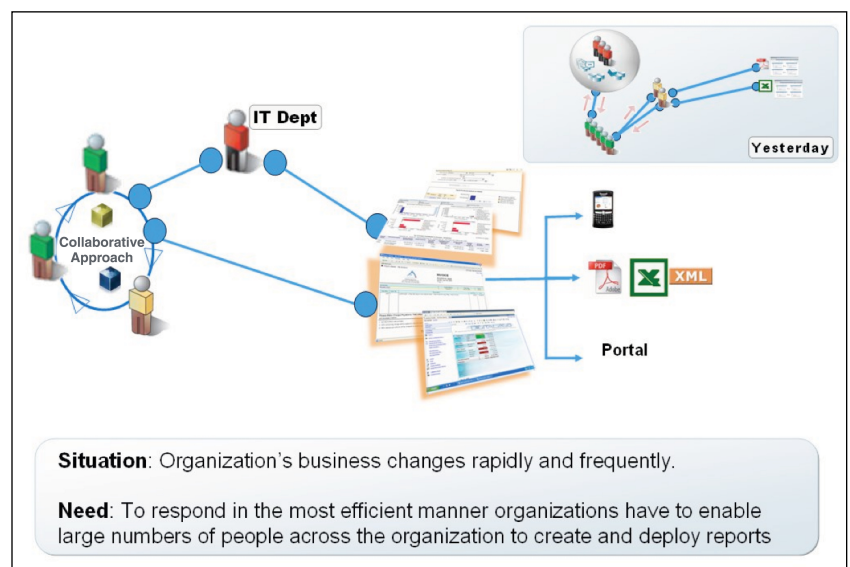 IT Dept
Yesterday
Collaborative
Approach
PDF
Adobe
XML
Portal
Situation: Organization's business changes rapidly and frequently.
Need: To respond in the most efficient manner organizations have to enable
large numbers of people across the organization to create and deploy reports